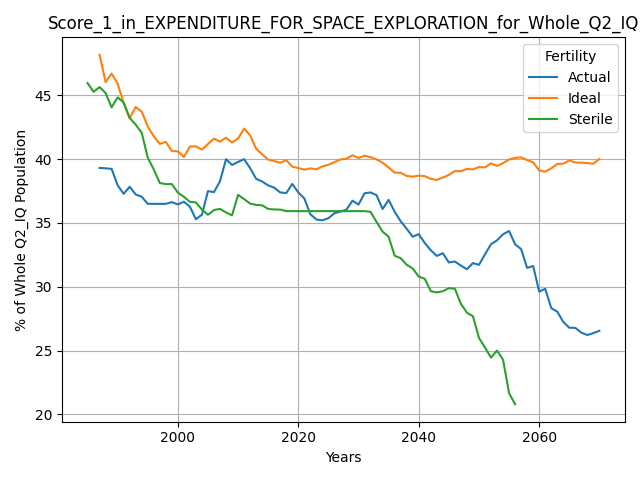 Score_1_in_EXPENDITURE_FOR_SPACE_EXPLORATION_for_Whole_Q2_IQ
Fertility
Actual
Ideal
Sterile
% of Whole Q2_IQ Population
45
40
35
30
25
20
2000
2020
2040
2060
Years